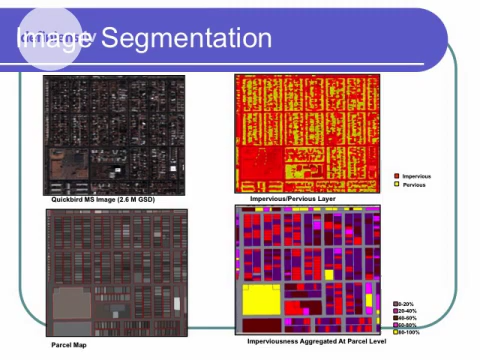 Image Segmentation
definiens
Quickbird MS Image (2.6 M GSD)
Impervious/Pervious Layer
Impervious
Pervious
Parcel Map
Imperviousness Aggregated At Parcel Level
0-20%
20-40%
40-60%
60-80%
80-100%